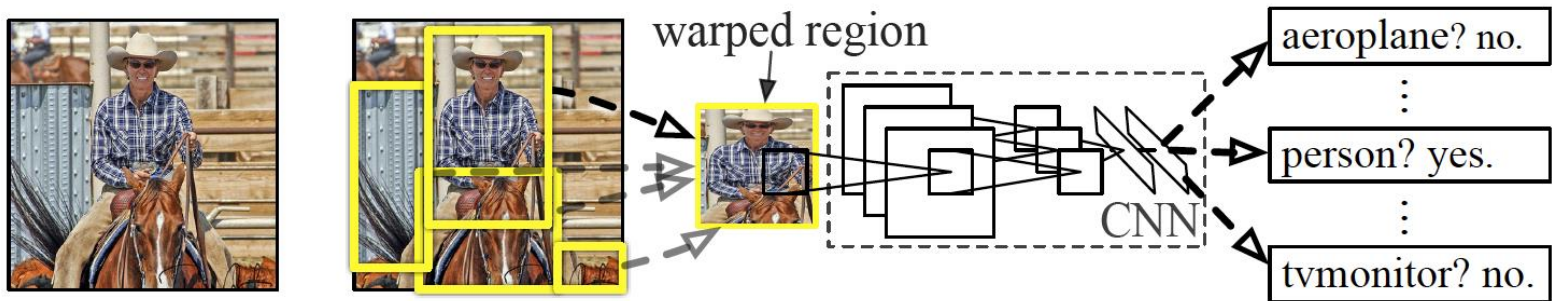 warped region
aeroplane? no.
person? yes.
CNN
tvmonitor? no.